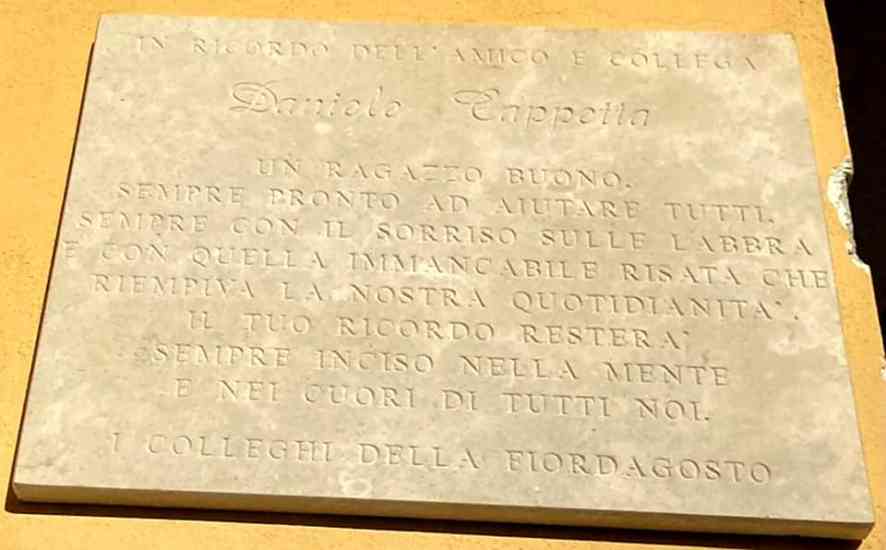 IN RICORDO DELL' AMICO E COLLEGA
Daniele Cappetta
UN RAGAZZO BUONO.
SEMPRE PRONTO AD AIUTARE TUTTI.
SEMPRE CON IL SORRISO SULLE LABBRA
E CON QUELLA IMMANCABILE RISATA CHE
RIEMPIVA LA NOSTRA QUOTIDIANITA'.
IL TUO RICORDO RESTERA'
SEMPRE INCISO NELLA MENTE
E NEI CUORI DI TUTTI NOI.
I COLLEGHI DELLA FIORDAGOSTO